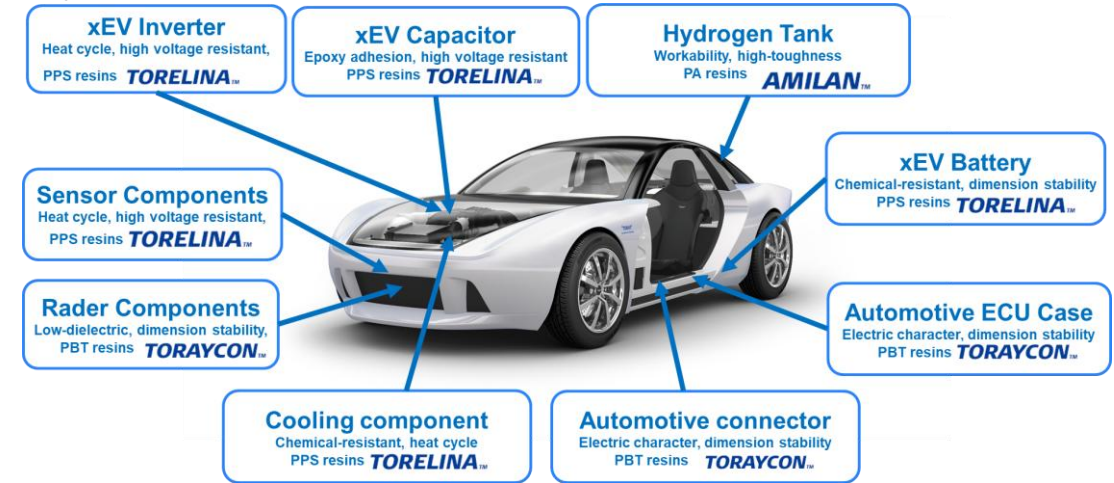 xEV Inverter
Heat cycle, high voltage resistant,
PPS resins TORELINA™
xEV Capacitor
Epoxy adhesion, high voltage resistant
PPS resins TORELINA™
Hydrogen Tank
Workability, high-toughness
PA resins AMILAN™
xEV Battery
Chemical-resistant, dimension stability
PPS resins TORELINA™
Sensor Components
Heat cycle, high voltage resistant,
PPS resins TORELINA™
Rader Components
Low-dielectric, dimension stability,
PBT resins TORAYCON™
Automotive ECU Case
Electric character, dimension stability
PBT resins TORAYCON™
Cooling component
Chemical-resistant, heat cycle
PPS resins TORELINA™
Automotive connector
Electric character, dimension stability
PBT resins TORAYCON™